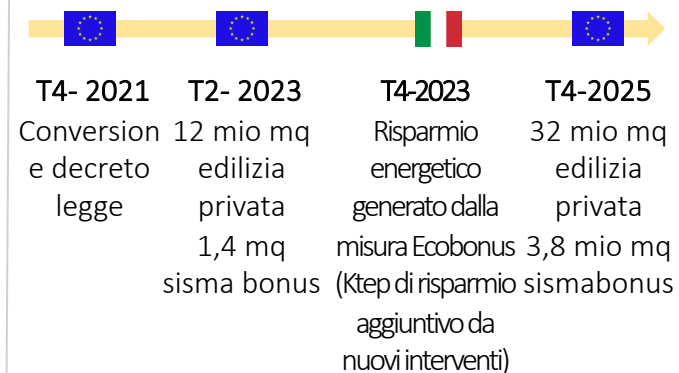 T4- 2021
Conversion
e decreto
legge
T2- 2023
12 mio mq
edilizia
privata
1,4 mq
sisma bonus
T4-2023
Risparmio
energetico
generato dalla
misura Ecobonus
(Ktep di risparmio
aggiuntivo da
nuovi interventi)
T4-2025
32 mio mq
edilizia
privata
3,8 mio mq
sismabonus